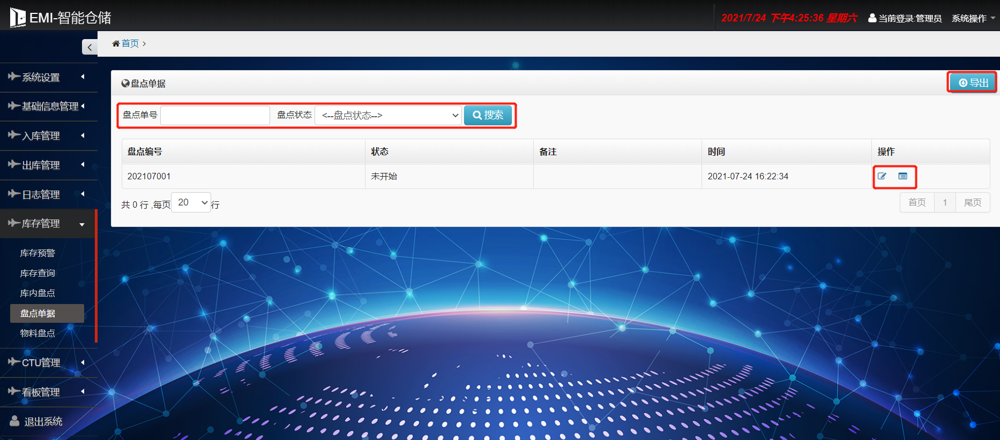 EMI-智能仓储
2021/7/24 下午4:25:36 星期六
当前登录:管理员
系统操作
首页
系统设置
基础信息管理
入库管理
出库管理
日志管理
库存管理
库存预警
库存查询
库内盘点
盘点单据
物料盘点
CTU管理
看板管理
退出系统
盘点单据
导出
盘点单号 盘点状态 <--盘点状态--> 搜索
盘点编号 状态 备注 时间 操作
202107001 未开始 2021-07-24 16:22:34
共 0 行 ,每页 20 行
首页 1 尾页